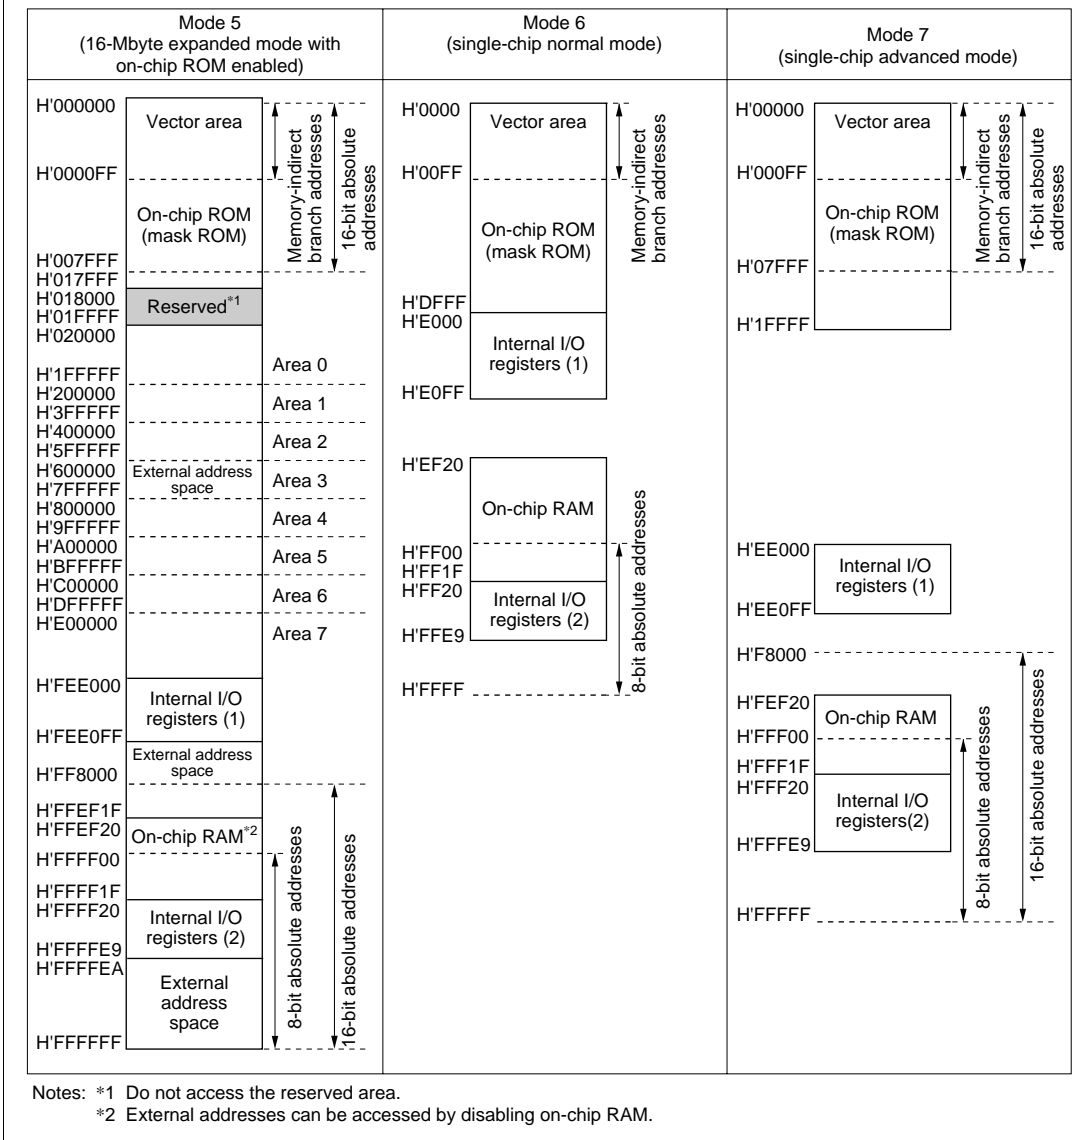 Mode 5
(16-Mbyte expanded mode with
on-chip ROM enabled)
H'000000
Vector area
H'0000FF
On-chip ROM
(mask ROM)
H'007FFF
H'017FFF
H'018000
Reserved*1
H'01FFFF
H'020000
Memory-indirect
branch addresses
16-bit absolute
addresses
Area 0
H'1FFFFF
H'200000
Area 1
H'3FFFFF
H'400000
Area 2
H'5FFFFF
H'600000
External address
space
Area 3
H'7FFFFF
H'800000
Area 4
H'9FFFFF
H'A00000
Area 5
H'BFFFFF
H'C00000
Area 6
H'DFFFFF
H'E00000
Area 7
H'FEE000
Internal I/O
registers (1)
H'FEE0FF
External address
space
H'FF8000
H'FFEF1F
H'FFEF20
On-chip RAM*2
H'FFFF00
H'FFFF1F
H'FFFF20
Internal I/O
registers (2)
H'FFFFE9
H'FFFFEA
External
address
space
H'FFFFFF
8-bit absolute addresses
16-bit absolute addresses
Mode 6
(single-chip normal mode)
H'0000
Vector area
H'00FF
On-chip ROM
(mask ROM)
Memory-indirect
branch addresses
H'DFFF
H'E000
Internal I/O
registers (1)
H'E0FF
H'EF20
On-chip RAM
H'FF00
H'FF1F
H'FF20
Internal I/O
registers (2)
H'FFE9
H'FFFF
8-bit absolute addresses
Mode 7
(single-chip advanced mode)
H'00000
Vector area
H'000FF
On-chip ROM
(mask ROM)
H'07FFF
H'1FFFF
Memory-indirect
branch addresses
16-bit absolute
addresses
H'EE000
Internal I/O
registers (1)
H'EE0FF
H'F8000
H'FEF20
On-chip RAM
H'FFF00
H'FFF1F
H'FFF20
Internal I/O
registers(2)
H'FFFE9
H'FFFFF
8-bit absolute addresses
16-bit absolute addresses
Notes: *1 Do not access the reserved area.
*2 External addresses can be accessed by disabling on-chip RAM.